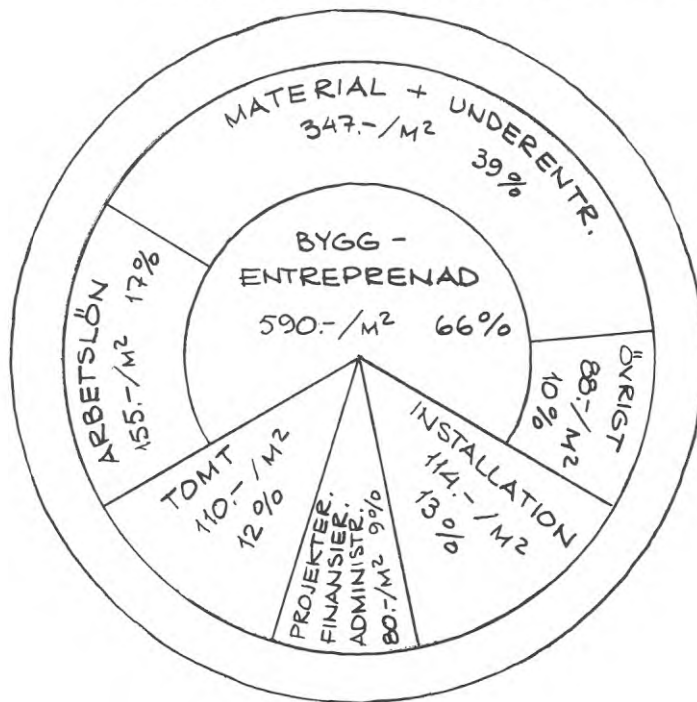 MATERIAL + UNDERENTR.
347.-/M²
39%
BYGG-
ENTREPRENAD
590.-/M² 66%
ARBETSLÖN
155.-/M² 17%
ÖVRIGT
88.-/M²
10%
TOMT
110.-/M²
12%
PROJEKTER.
FINANSIER.
ADMINISTR.
80.-/M² 9%
INSTALLATION
114.-/M²
13%